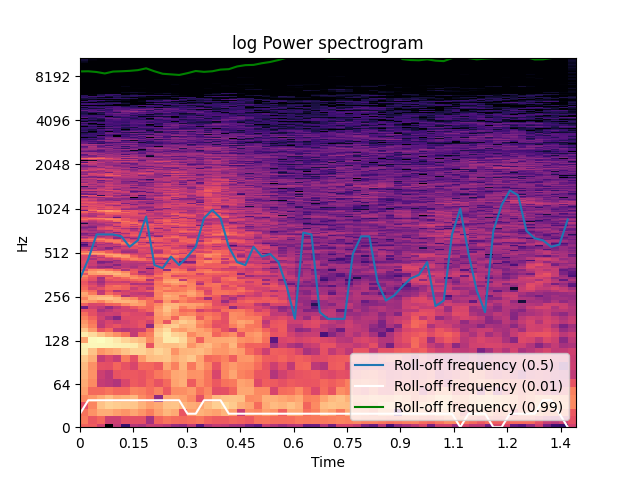 log Power spectrogram
8192
4096
2048
1024
512
256
128
64
0
Hz
Roll-off frequency (0.5)
Roll-off frequency (0.01)
Roll-off frequency (0.99)
0 0.15 0.3 0.45 0.6 0.75 0.9 1.1 1.2 1.4
Time